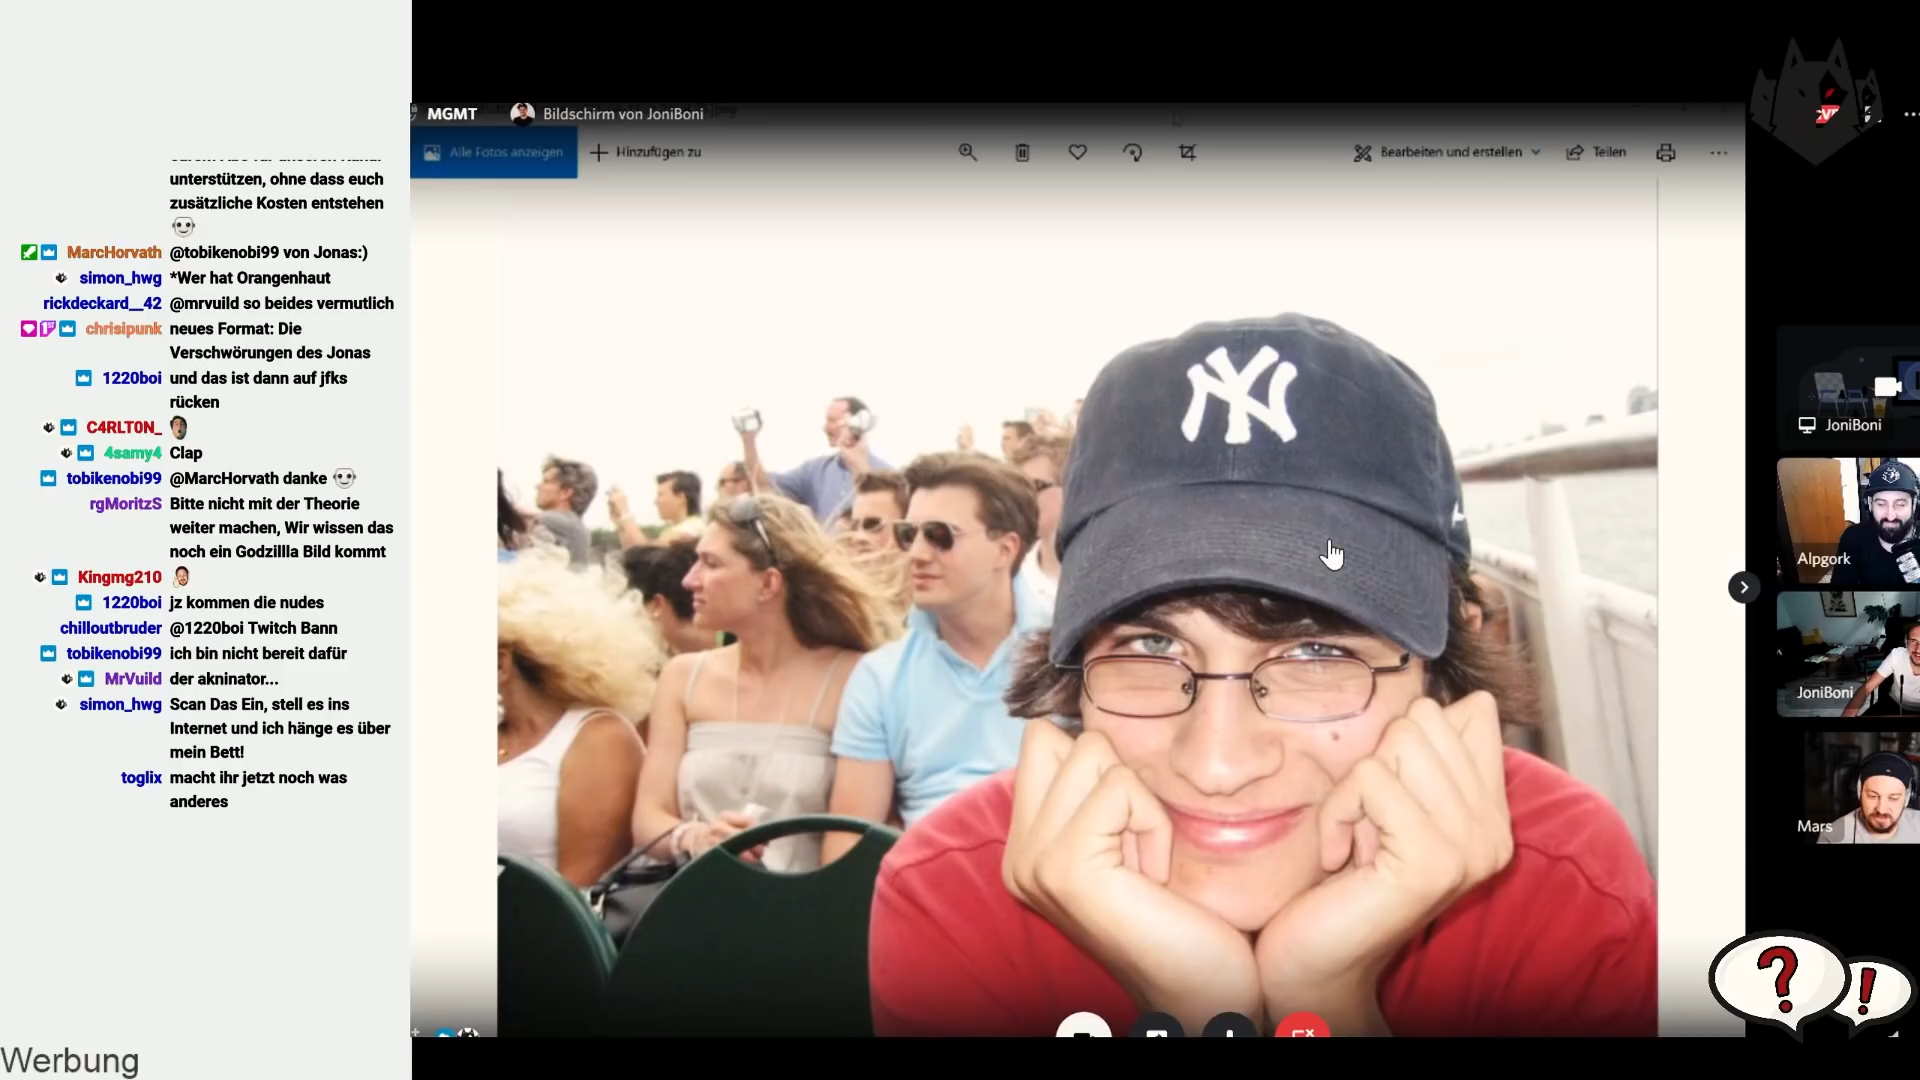 unterstützen, ohne dass euch
zusätzliche Kosten entstehen
MarcHorvath @tobikenobi99 von Jonas:)
simon_hwg *Wer hat Orangenhaut
rickdeckard__42 @mrvuild so beides vermutlich
chrisipunk neues Format: Die
Verschwörungen des Jonas
1220boi und das ist dann auf jfks
rücken
C4RLT0N_
4samy4 Clap
tobikenobi99 @MarcHorvath danke
rgMoritzS Bitte nicht mit der Theorie
weiter machen, Wir wissen das
noch ein Godzillla Bild kommt
Kingmg210
1220boi jz kommen die nudes
chilloutbruder @1220boi Twitch Bann
tobikenobi99 ich bin nicht bereit dafür
MrVuild der akninator...
simon_hwg Scan Das Ein, stell es ins
Internet und ich hänge es über
mein Bett!
toglix macht ihr jetzt noch was
anderes
Werbung
MGMT Bildschirm von JoniBoni
Alle Fotos anzeigen Hinzufügen zu Bearbeiten und erstellen Teilen
NY
JoniBoni
Alpgork
JoniBoni
Mars
? !